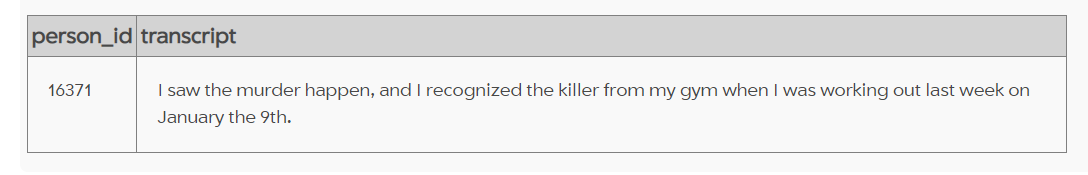 person_id transcript
16371 I saw the murder happen, and I recognized the killer from my gym when I was working out last week on
January the 9th.